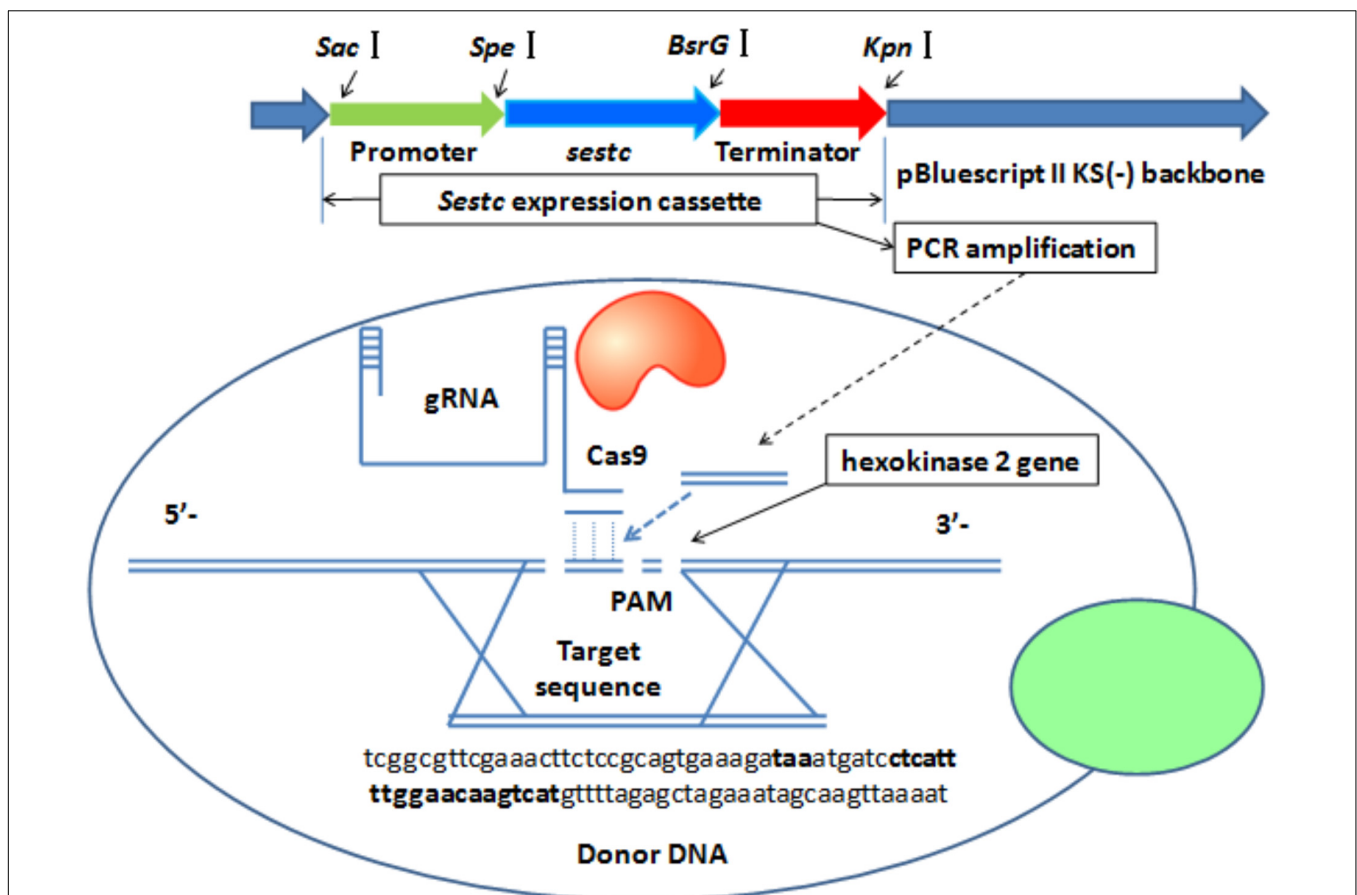 Sac I
Spe I
BsrG I
Kpn I
Promoter
sestc
Terminator
pBluescript II KS(-) backbone
Sestc expression cassette
PCR amplification
gRNA
Cas9
hexokinase 2 gene
5’-
3’-
PAM
Target
sequence
tcggcgttcgaaacttctccgcagtgaaagataaatgatcctcatt
ttggaacaagtcatgttttagagctagaaatagcaagttaaaat
Donor DNA